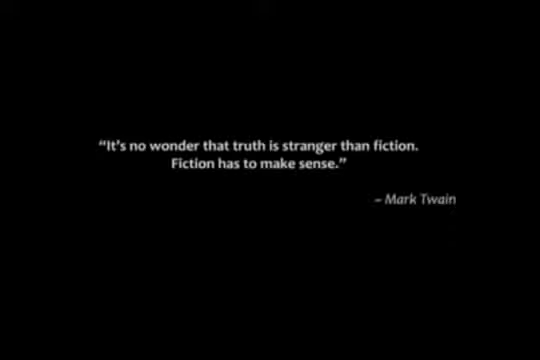 “It’s no wonder that truth is stranger than fiction.
Fiction has to make sense.”
– Mark Twain